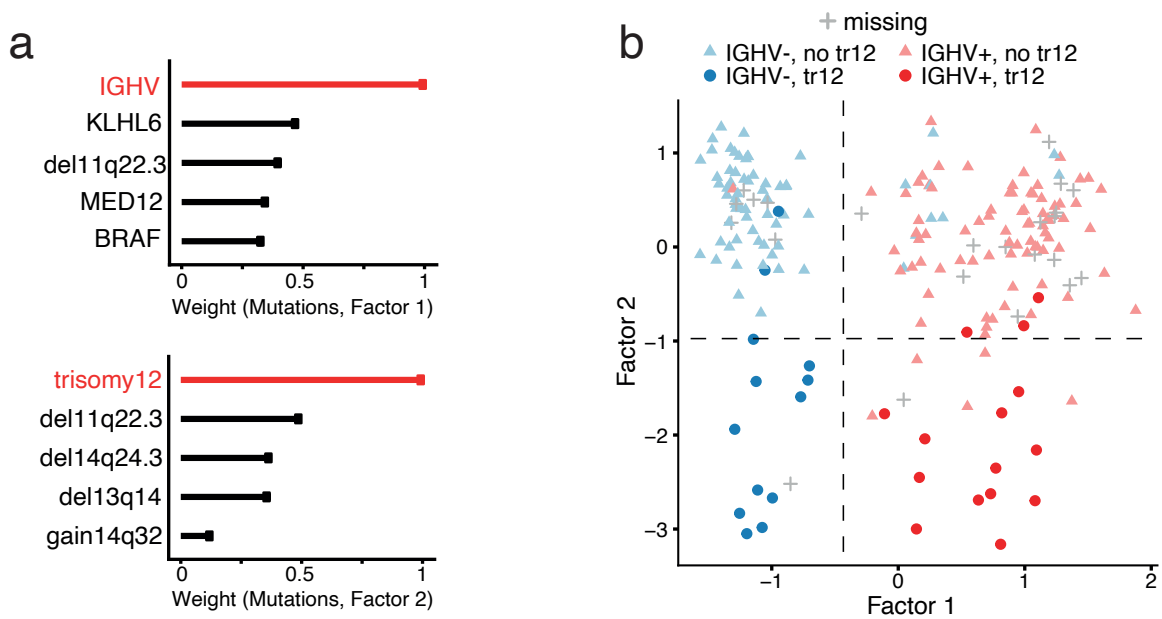 a
IGHV
KLHL6
del11q22.3
MED12
BRAF
0 0.5 1
Weight (Mutations, Factor 1)
trisomy12
del11q22.3
del14q24.3
del13q14
gain14q32
0 0.5 1
Weight (Mutations, Factor 2)
b
missing
IGHV-, no tr12 IGHV+, no tr12
IGHV-, tr12 IGHV+, tr12
Factor 2
1
0
−1
−2
−3
−1 0 1 2
Factor 1